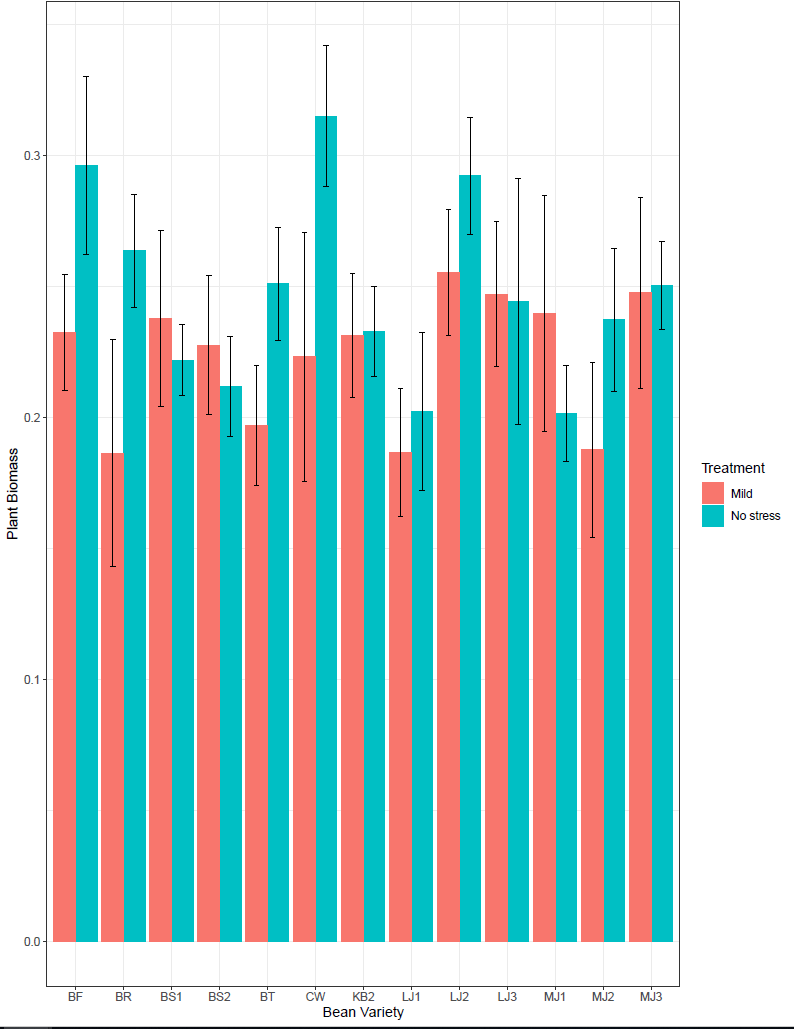 0.3
0.2
0.1
0.0
Plant Biomass
BF BR BS1 BS2 BT CW KB2 LJ1 LJ2 LJ3 MJ1 MJ2 MJ3
Bean Variety
Treatment
Mild
No stress